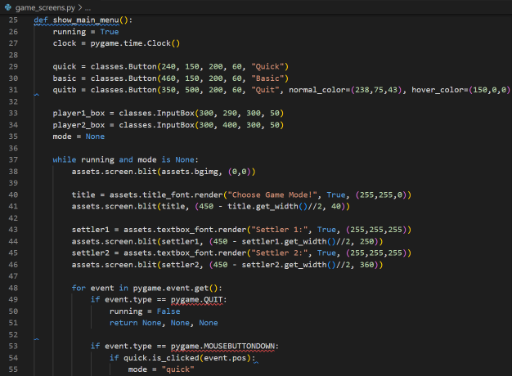 game_screens.py > ...
25 def show_main_menu():
26     running = True
27     clock = pygame.time.Clock()
28
29     quick = classes.Button(240, 150, 200, 60, "Quick")
30     basic = classes.Button(460, 150, 200, 60, "Basic")
31     quitb = classes.Button(350, 500, 200, 60, "Quit", normal_color=(238,75,43), hover_color=(150,0,0)
32
33     player1_box = classes.InputBox(300, 290, 300, 50)
34     player2_box = classes.InputBox(300, 400, 300, 50)
35     mode = None
36
37     while running and mode is None:
38         assets.screen.blit(assets.bgimg, (0,0))
39
40         title = assets.title_font.render("Choose Game Mode!", True, (255,255,0))
41         assets.screen.blit(title, (450 - title.get_width()//2, 40))
42
43         settler1 = assets.textbox_font.render("Settler 1:", True, (255,255,255))
44         assets.screen.blit(settler1, (450 - settler1.get_width()//2, 250))
45         settler2 = assets.textbox_font.render("Settler 2:", True, (255,255,255))
46         assets.screen.blit(settler2, (450 - settler2.get_width()//2, 360))
47
48         for event in pygame.event.get():
49             if event.type == pygame.QUIT:
50                 running = False
51                 return None, None, None
52
53             if event.type == pygame.MOUSEBUTTONDOWN:
54                 if quick.is_clicked(event.pos):
55                     mode = "quick"